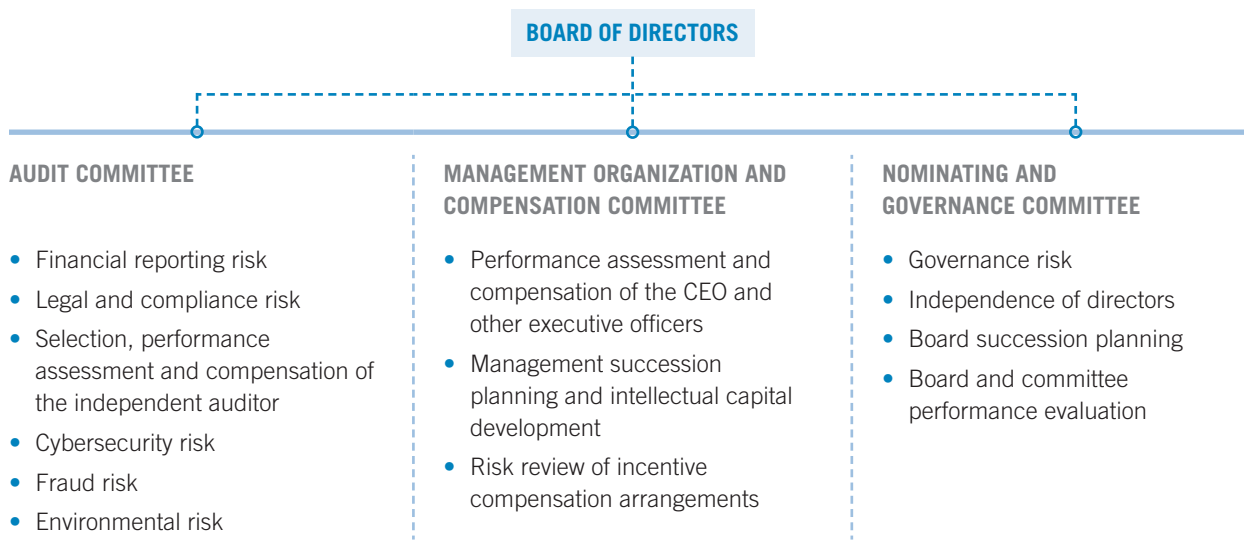 BOARD OF DIRECTORS
AUDIT COMMITTEE
• Financial reporting risk
• Legal and compliance risk
• Selection, performance
assessment and compensation of
the independent auditor
• Cybersecurity risk
• Fraud risk
• Environmental risk
MANAGEMENT ORGANIZATION AND
COMPENSATION COMMITTEE
• Performance assessment and
compensation of the CEO and
other executive officers
• Management succession
planning and intellectual capital
development
• Risk review of incentive
compensation arrangements
NOMINATING AND
GOVERNANCE COMMITTEE
• Governance risk
• Independence of directors
• Board succession planning
• Board and committee
performance evaluation